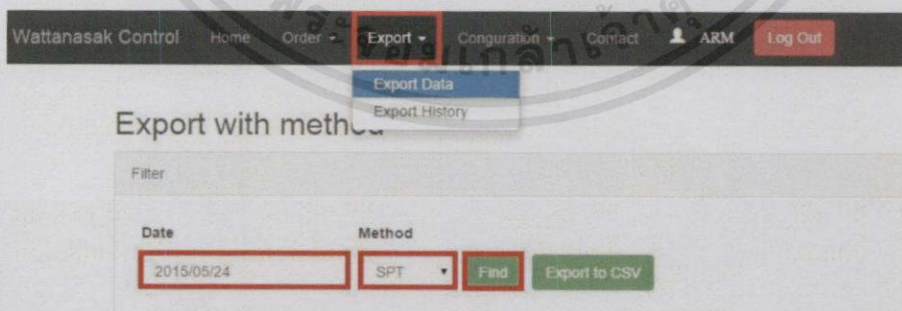 Wattanasak Control Home Order Export Conguration Contact ARM Log Out
Export Data
Export History
Export with method
Filter
Date Method
2015/05/24 SPT Find Export to CSV